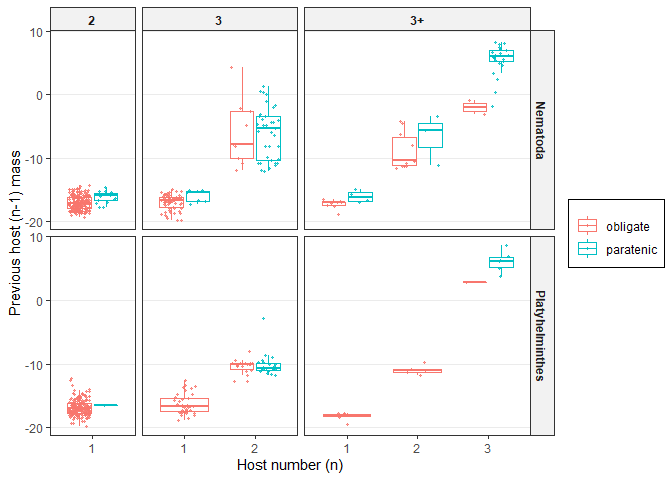 2 3 3+
10
0
-10
-20
Nematoda
10
0
-10
-20
Platyhelminthes
1 1 2 1 2 3
Host number (n)
Previous host (n-1) mass
obligate
paratenic